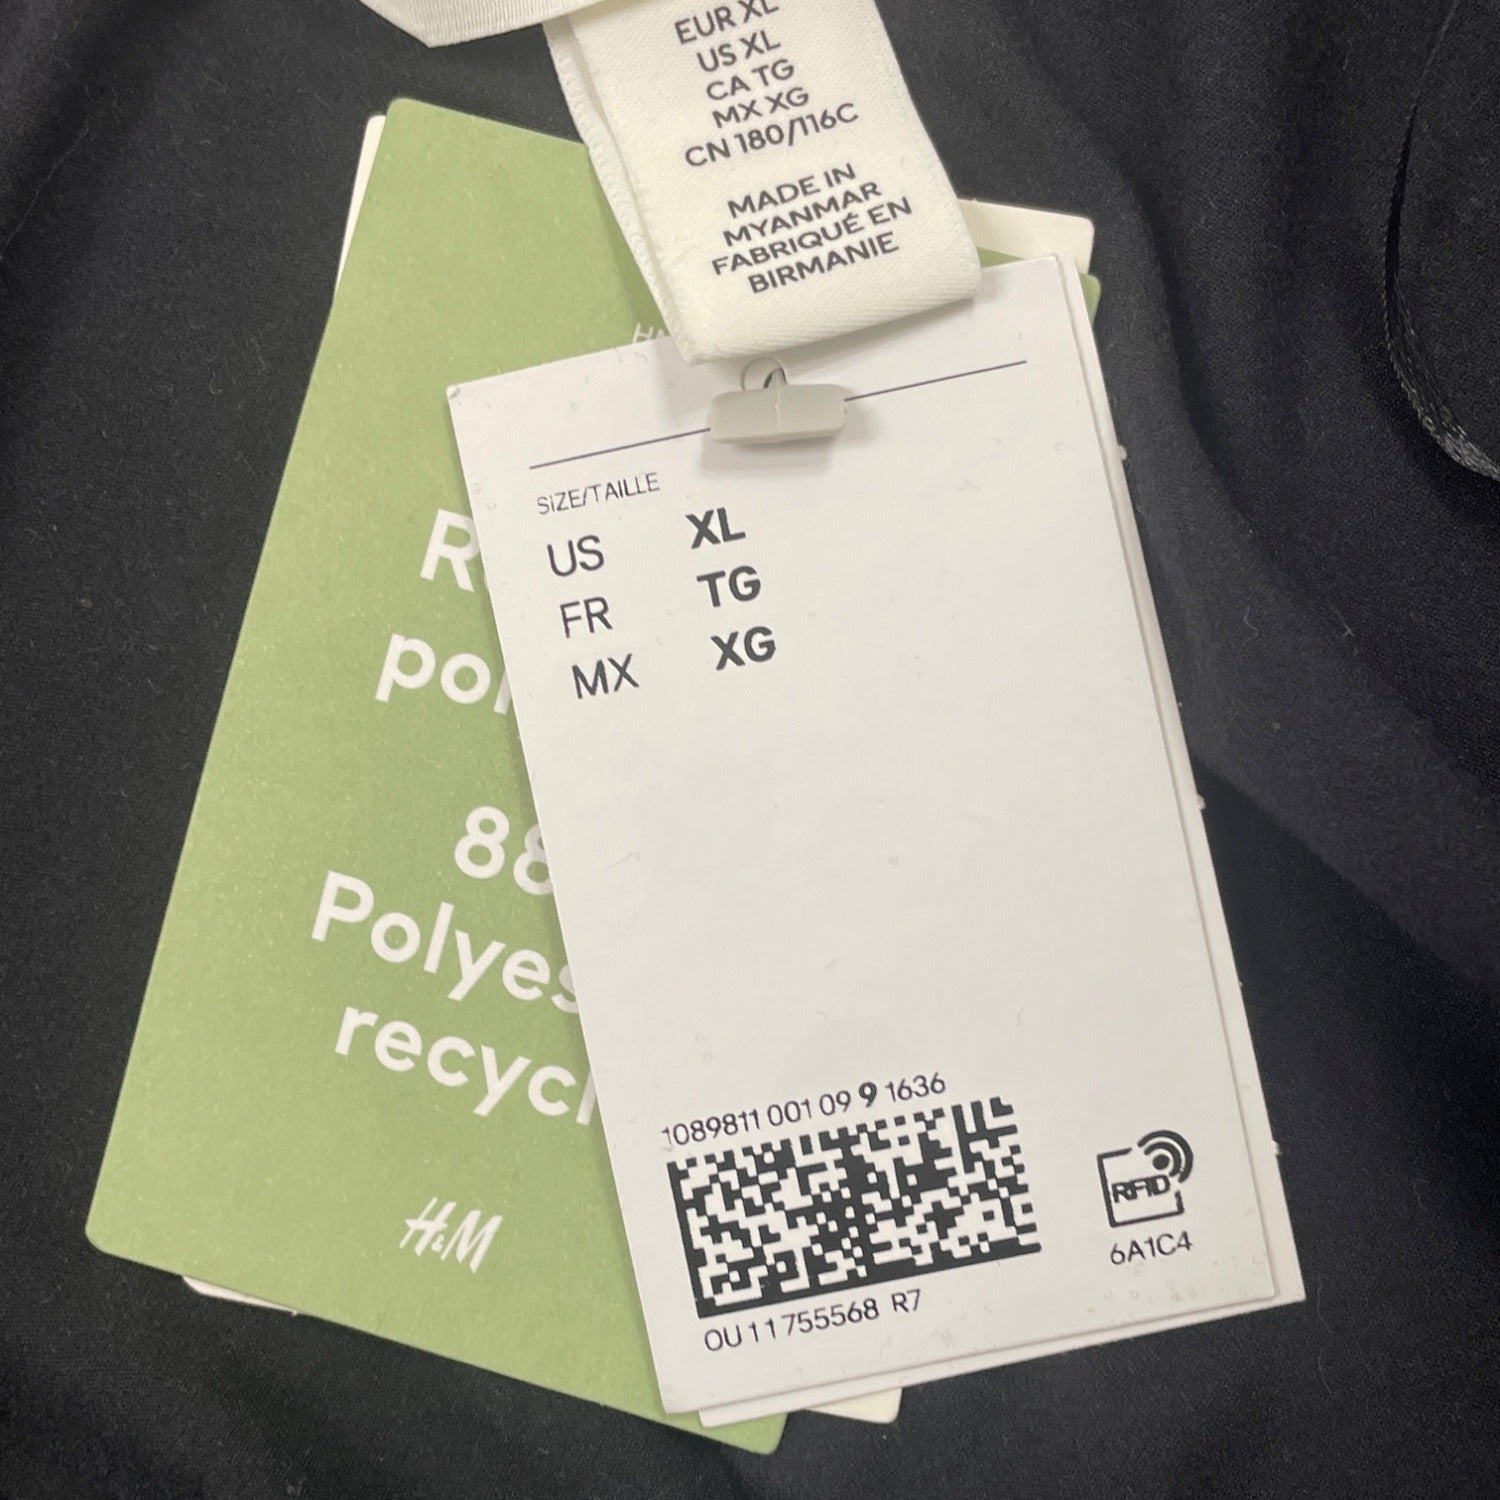 EUR XL
US XL
CA TG
MX XG
CN 180/116C
MADE IN
MYANMAR
FABRIQUÉ EN
BIRMANIE
SIZE/TAILLE
US XL
FR TG
MX XG
1089811 001 09 9 1636
OU 11755568 R7
RFID
6A1C4
88
H&M